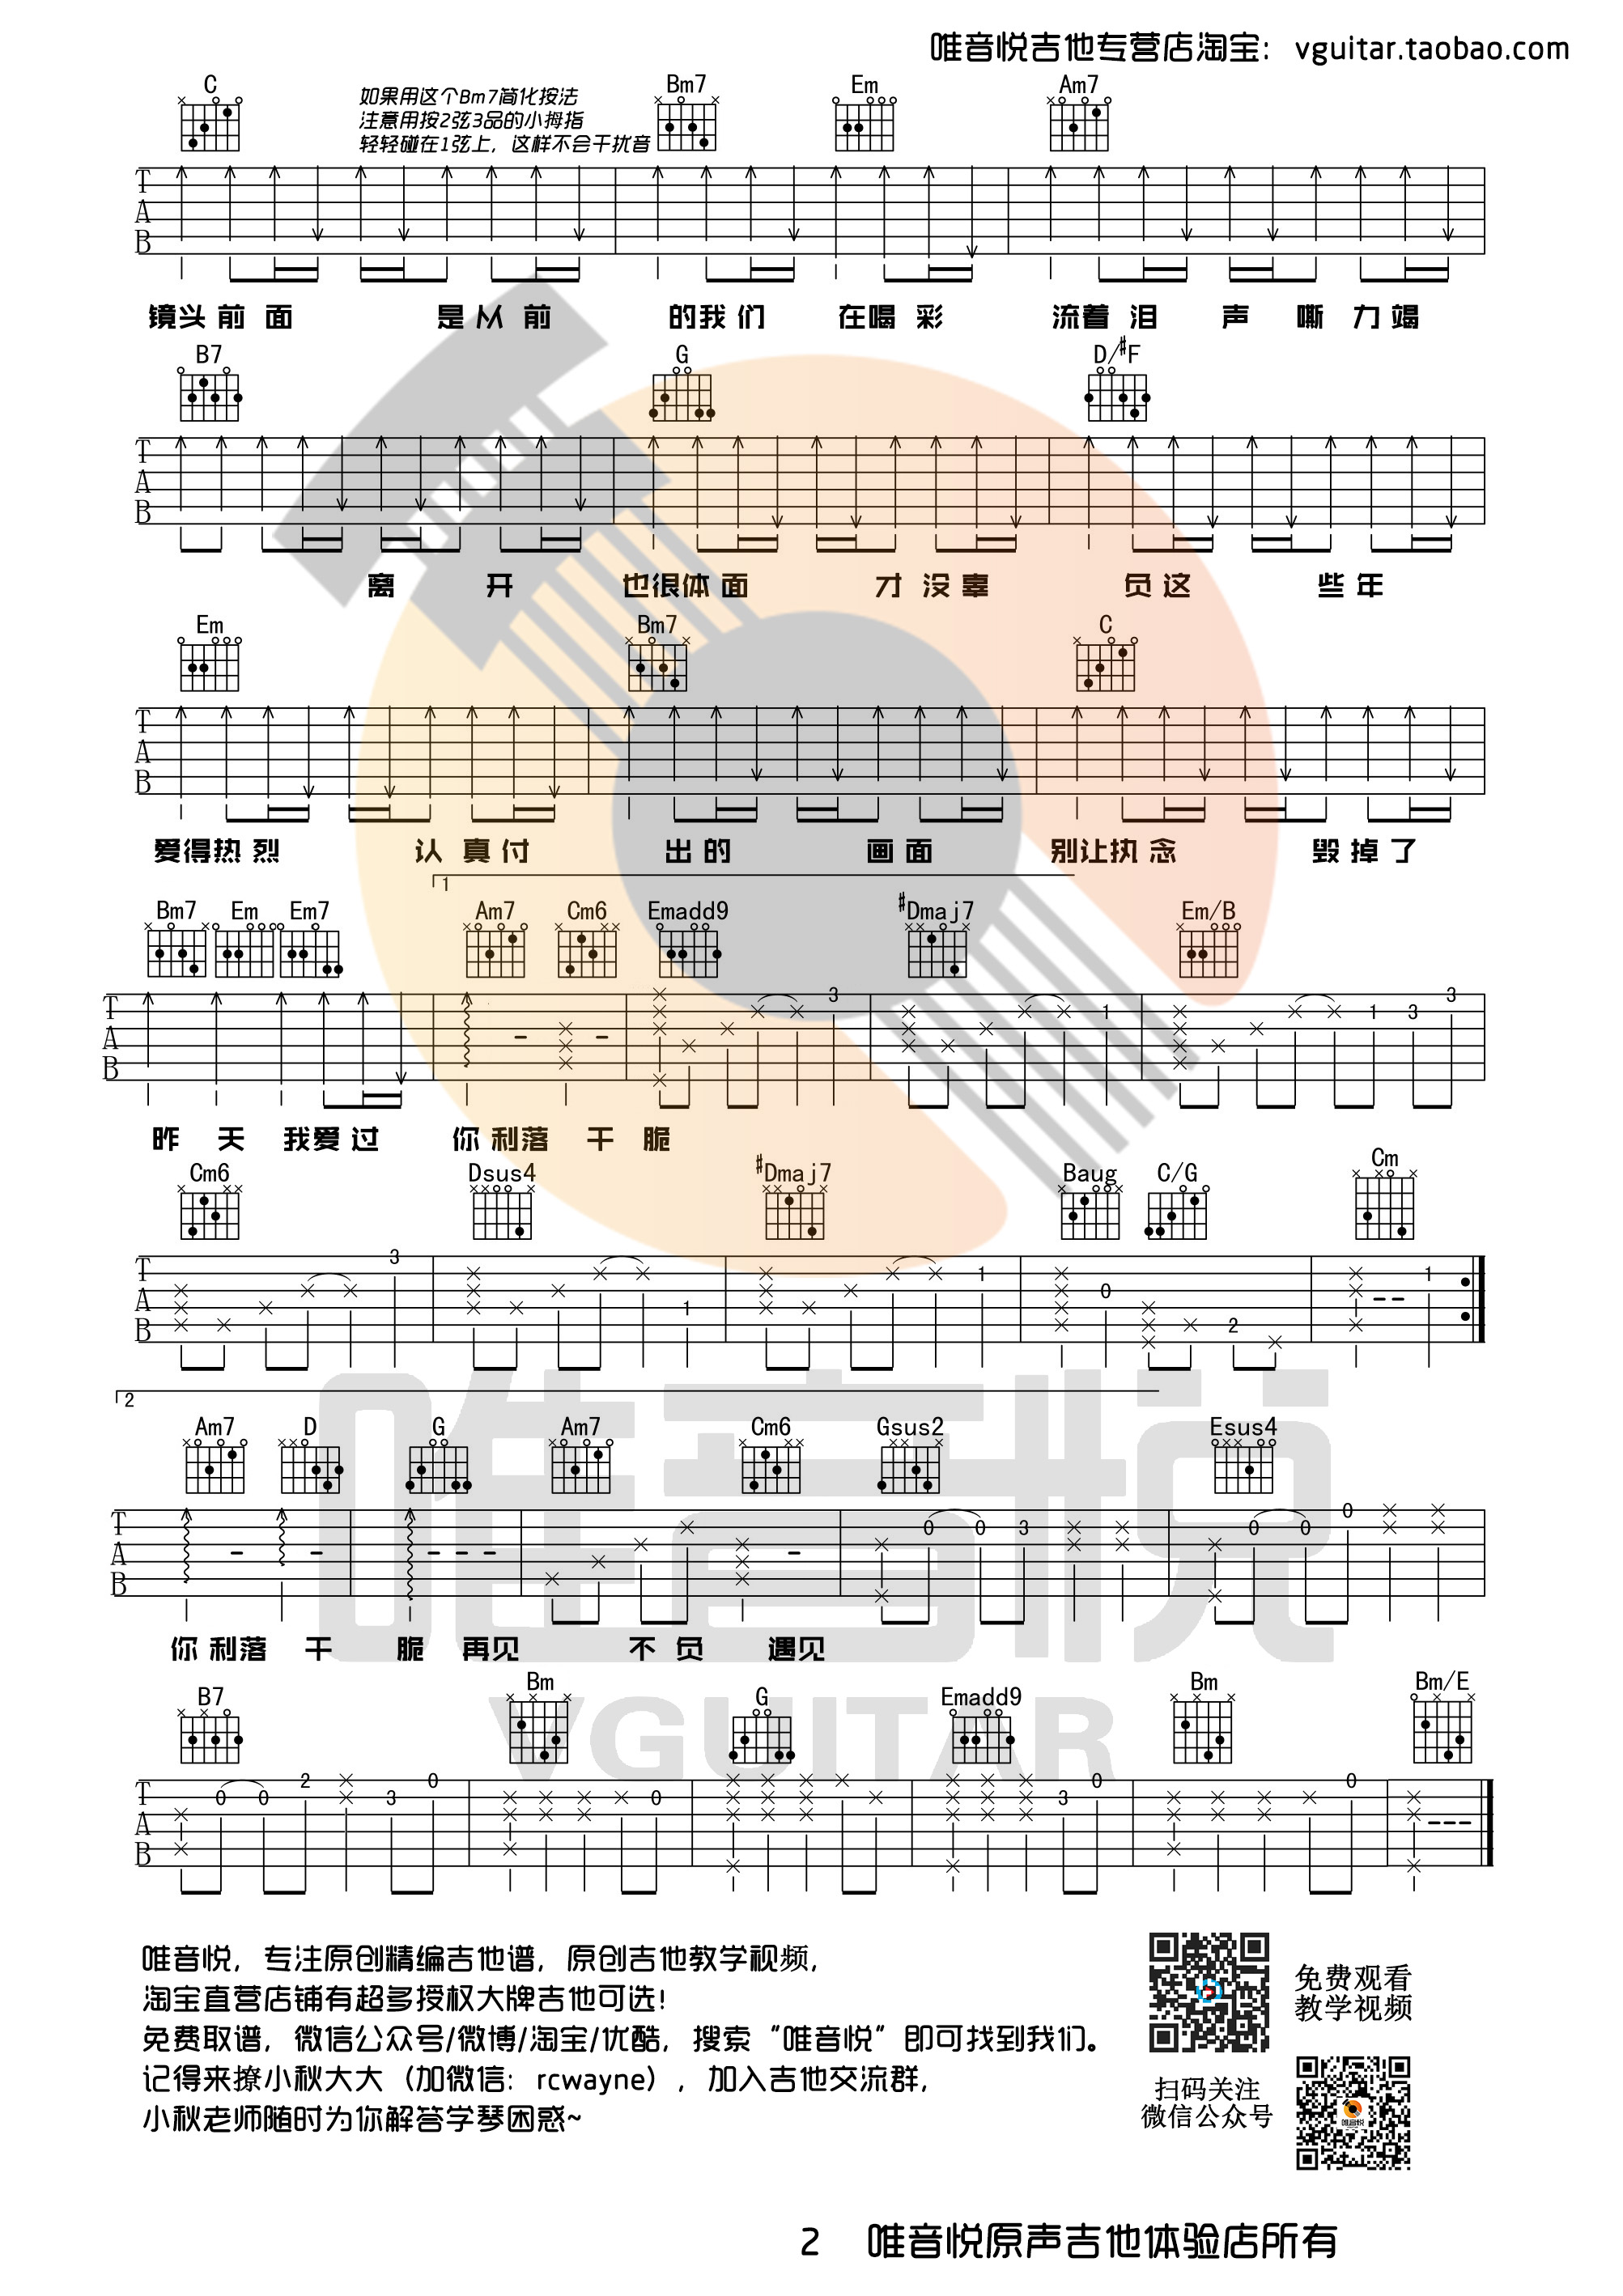 唯音悦吉他专营店淘宝：vguitar.taobao.com
如果用这个Bm7简化按法
注意用按2弦3品的小拇指
轻轻碰在1弦上，这样不会干扰音
C Bm7 Em Am7
T
A
B
镜头前面 是从前 的我们 在喝彩 流着泪 声嘶力竭
B7 G D/#F
T
A
B
离开 也很体面 才没辜负这些年
Em Bm7 C
T
A
B
爱得热烈 认真付出的 画面 别让执念 毁掉了
1
Bm7 Em Em7 Am7 Cm6 Emadd9 #Dmaj7 Em/B
T
A
B
3 1 1 3 3
昨天我爱过 你利落干脆
Cm6 Dsus4 #Dmaj7 Baug C/G Cm
T
A
B
3 1 1 0 2 1
2
Am7 D G Am7 Cm6 Gsus2 Esus4
T
A
B
0 0 3 0 0 0
你利落干脆 再见 不负遇见
B7 Bm G Emadd9 Bm Bm/E
T
A
B
0 0 2 3 0 0 3 0 0
唯音悦
VGUITAR
唯音悦，专注原创精编吉他谱，原创吉他教学视频，
淘宝直营店铺有超多授权大牌吉他可选！
免费取谱，微信公众号/微博/淘宝/优酷，搜索“唯音悦”即可找到我们。
记得来撩小秋大大（加微信：rcwayne），加入吉他交流群，
小秋老师随时为你解答学琴困惑~
免费观看
教学视频
扫码关注
微信公众号
唯音悦
2 唯音悦原声吉他体验店所有